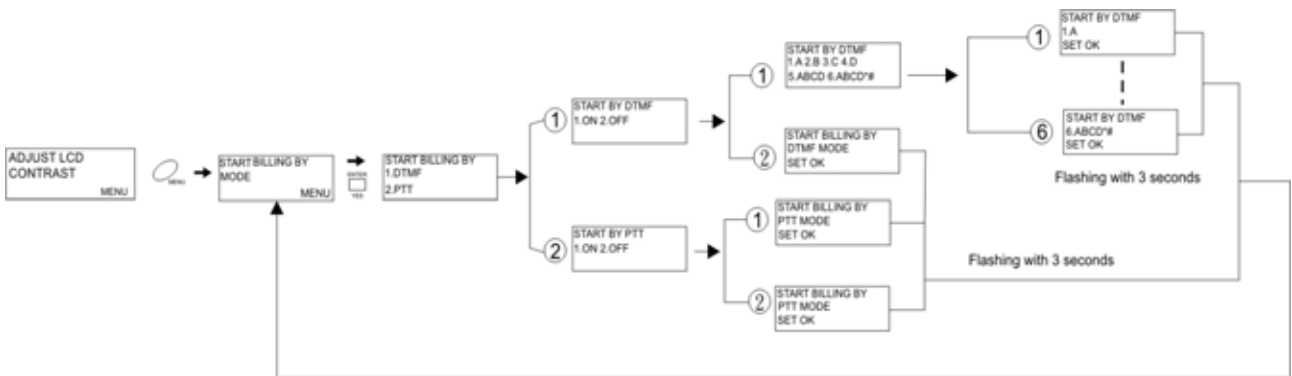 ADJUST LCD
CONTRAST
MENU
MENU
START BILLING BY
MODE
MENU
ENTER
YES
START BILLING BY
1.DTMF
2.PTT
1
START BY DTMF
1.ON 2.OFF
2
START BY PTT
1.ON 2.OFF
1
START BY DTMF
1.A 2.B 3.C 4.D
5.ABCD 6.ABCD*#
2
START BILLING BY
DTMF MODE
SET OK
1
START BILLING BY
PTT MODE
SET OK
2
START BILLING BY
PTT MODE
SET OK
1
START BY DTMF
1.A
SET OK
6
START BY DTMF
6.ABCD*#
SET OK
Flashing with 3 seconds
Flashing with 3 seconds